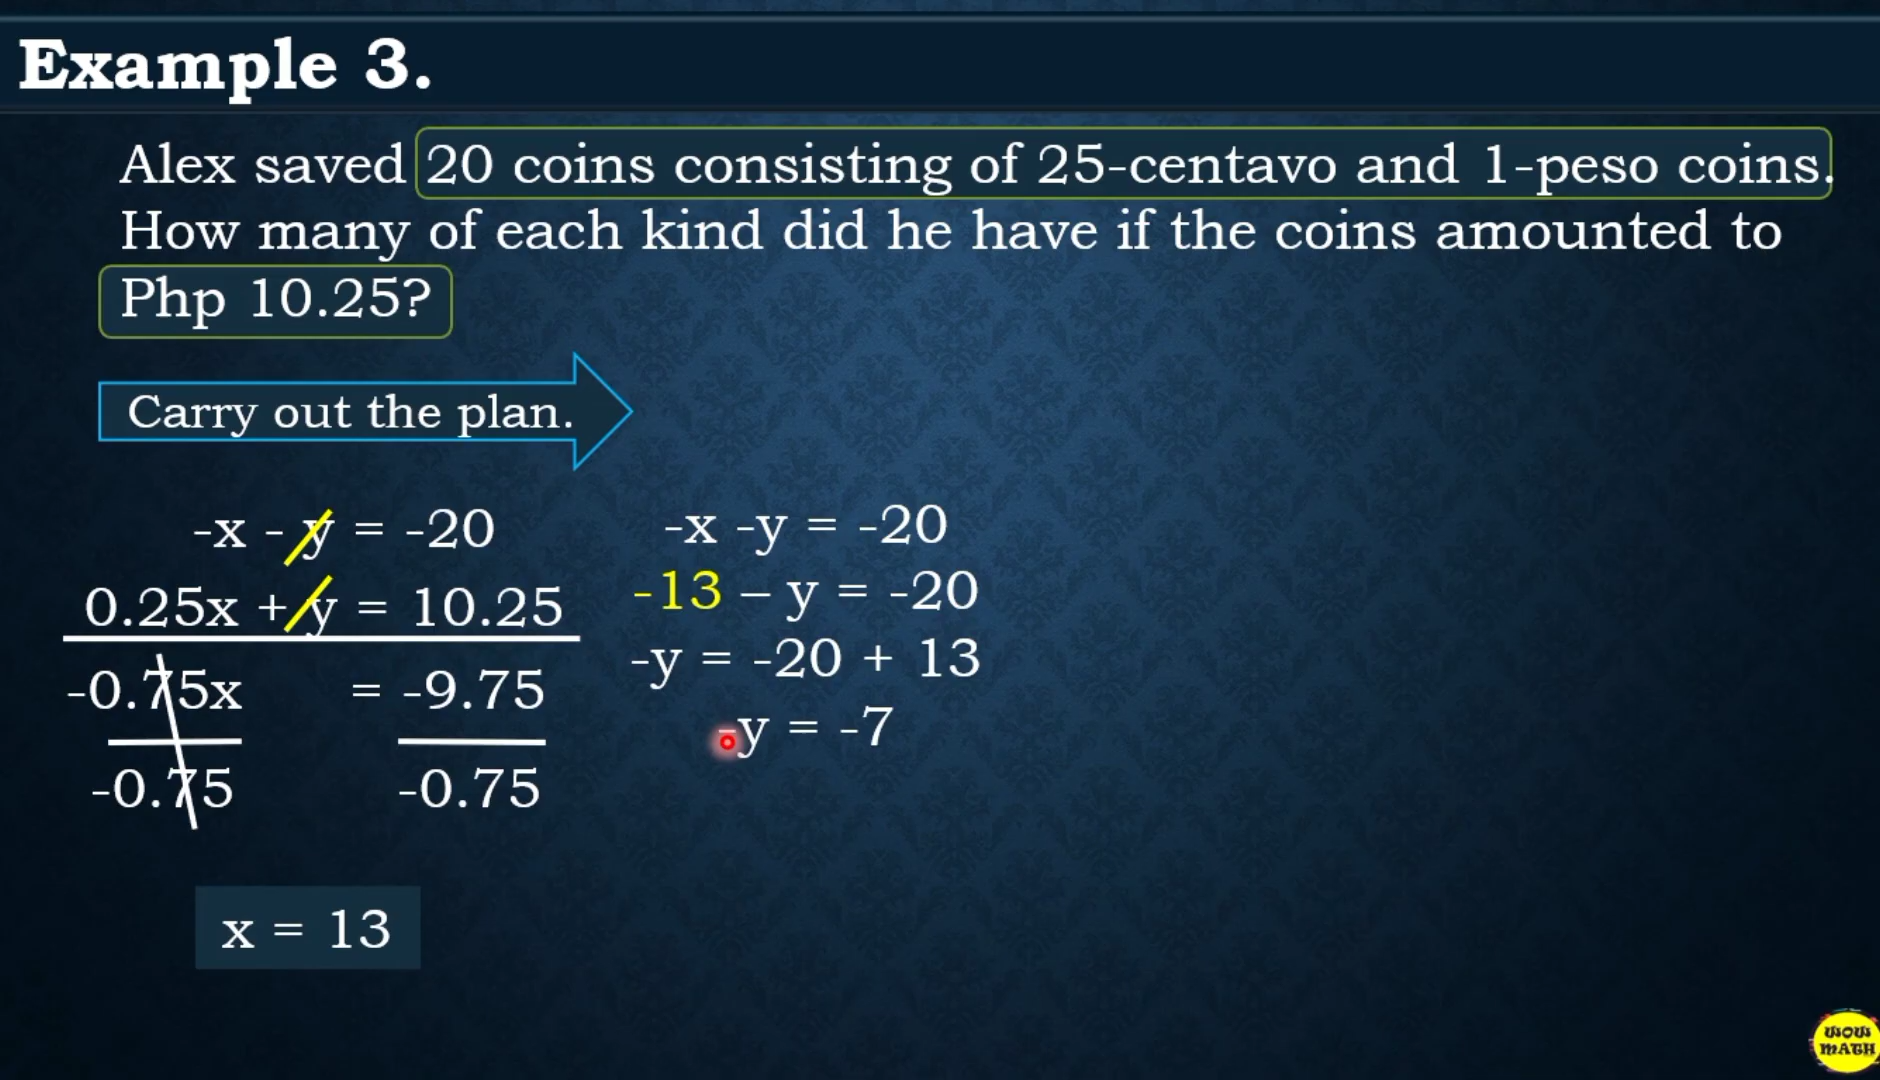 Example 3.
Alex saved 20 coins consisting of 25-centavo and 1-peso coins.
How many of each kind did he have if the coins amounted to
Php 10.25?
Carry out the plan.
-x - y = -20
0.25x + y = 10.25
-0.75x = -9.75
-0.75 -0.75
x = 13
-x -y = -20
-13 – y = -20
-y = -20 + 13
-y = -7
WOW
MATH